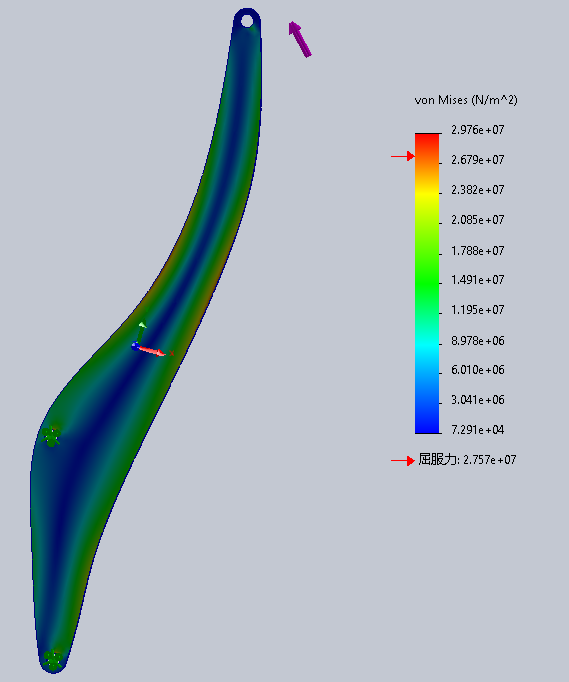 von Mises (N/m^2)
2.976e+07
2.679e+07
2.382e+07
2.085e+07
1.788e+07
1.491e+07
1.195e+07
8.978e+06
6.010e+06
3.041e+06
7.291e+04
屈服力: 2.757e+07